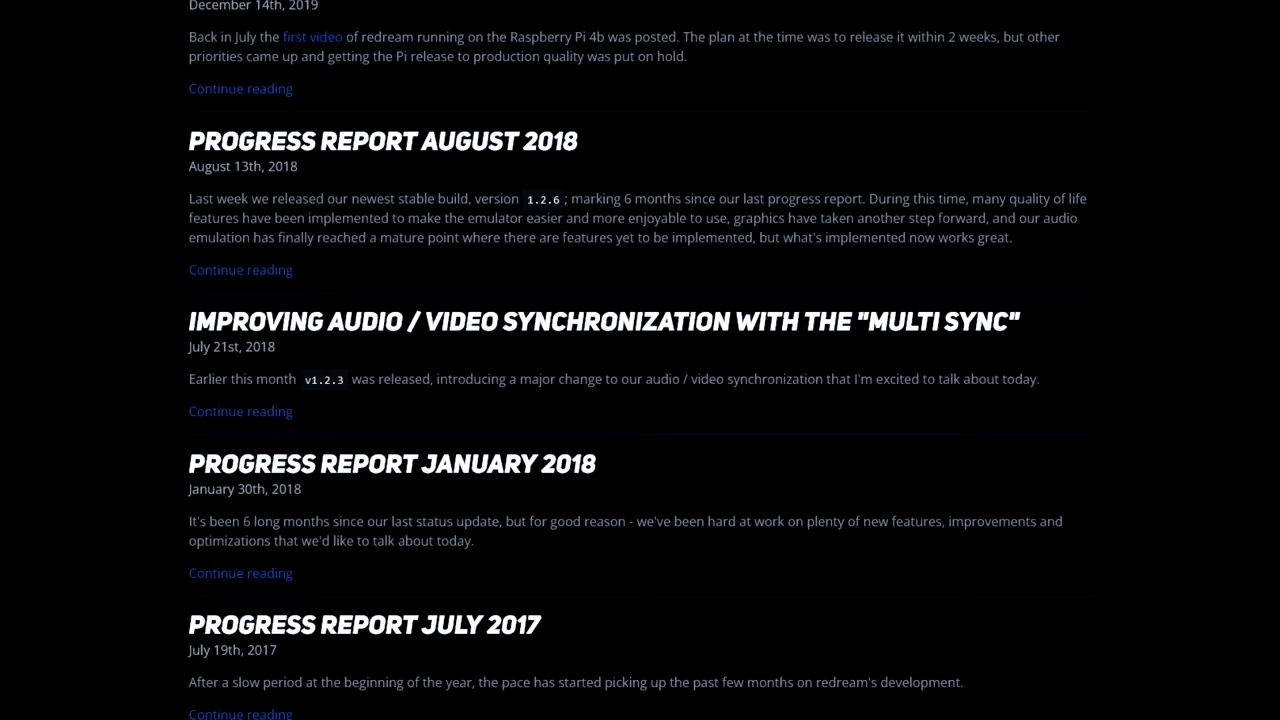 December 14th, 2019
Back in July the first video of redream running on the Raspberry Pi 4b was posted. The plan at the time was to release it within 2 weeks, but other
priorities came up and getting the Pi release to production quality was put on hold.
Continue reading
PROGRESS REPORT AUGUST 2018
August 13th, 2018
Last week we released our newest stable build, version 1.2.6; marking 6 months since our last progress report. During this time, many quality of life
features have been implemented to make the emulator easier and more enjoyable to use, graphics have taken another step forward, and our audio
emulation has finally reached a mature point where there are features yet to be implemented, but what's implemented now works great.
Continue reading
IMPROVING AUDIO / VIDEO SYNCHRONIZATION WITH THE "MULTI SYNC"
July 21st, 2018
Earlier this month v1.2.3 was released, introducing a major change to our audio / video synchronization that I'm excited to talk about today.
Continue reading
PROGRESS REPORT JANUARY 2018
January 30th, 2018
It's been 6 long months since our last status update, but for good reason - we've been hard at work on plenty of new features, improvements and
optimizations that we'd like to talk about today.
Continue reading
PROGRESS REPORT JULY 2017
July 19th, 2017
After a slow period at the beginning of the year, the pace has started picking up the past few months on redream's development.
Continue reading